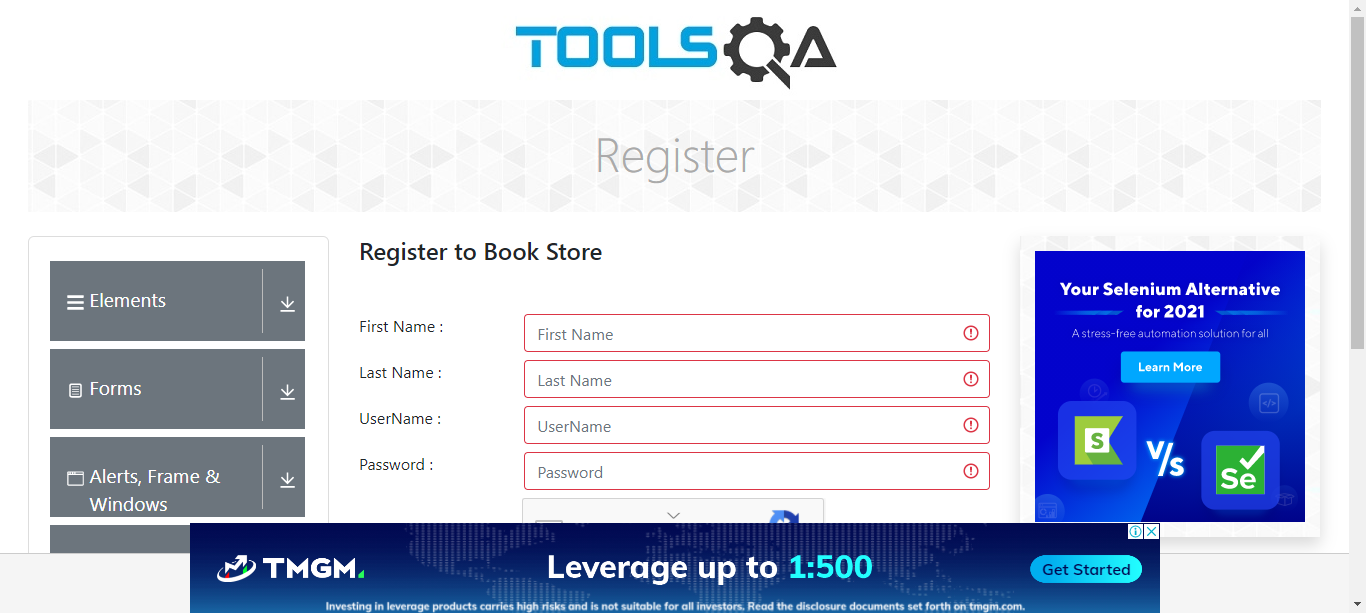 TOOLSQA
Register
Elements
Forms
Alerts, Frame &
Windows
Register to Book Store
First Name :
First Name
Last Name :
Last Name
UserName :
UserName
Password :
Password
Your Selenium Alternative
for 2021
A stress-free automation solution for all
Learn More
S
V/s
Se
TMGM
Leverage up to 1:500
Get Started
Investing in leverage products carries high risks and is not suitable for all investors. Read the disclosure documents set forth on tmgm.com.